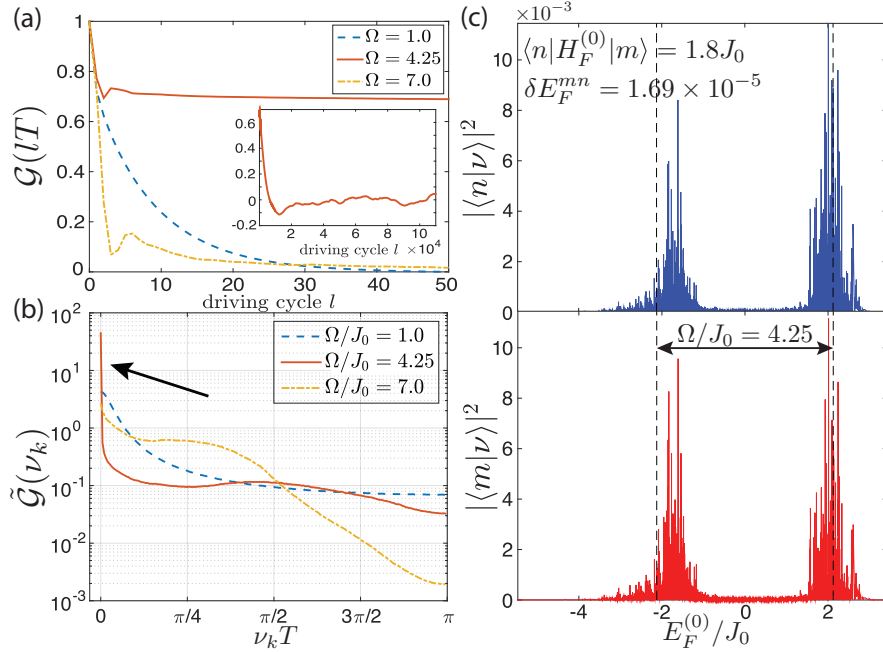 (a)
1
0.8
0.6
0.4
0.2
0
G(lT)
Ω = 1.0
Ω = 4.25
Ω = 7.0
0.6
0.4
0.2
0
-0.2
2 4 6 8 10
driving cycle l ×10⁴
0 10 20 30 40 50
driving cycle l
(b)
10²
10¹
10⁰
10⁻¹
10⁻²
10⁻³
G̃(ν_k)
Ω/J₀ = 1.0
Ω/J₀ = 4.25
Ω/J₀ = 7.0
0 π/4 π/2 3π/2 π
ν_kT
(c)
×10⁻³
⟨n|H_F^(0)|m⟩ = 1.8J₀
δE_F^mn = 1.69 × 10⁻⁵
10
8
6
4
2
0
|⟨n|ν⟩|²
Ω/J₀ = 4.25
10
8
6
4
2
0
|⟨m|ν⟩|²
-4 -2 0 2
E_F^(0)/J₀